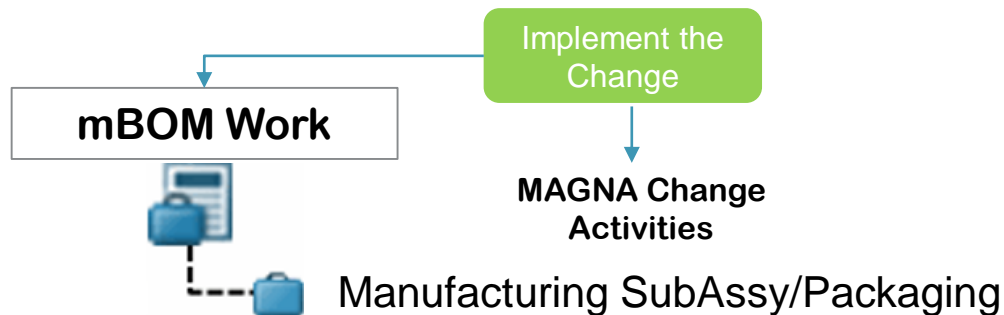 Implement the
Change
mBOM Work
MAGNA Change
Activities
Manufacturing SubAssy/Packaging